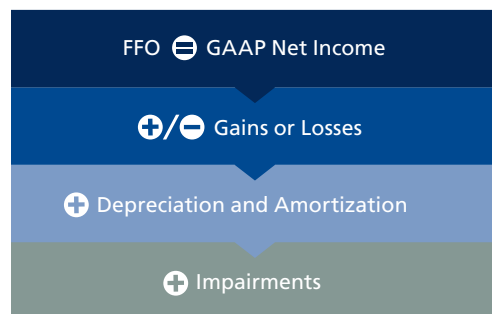 FFO = GAAP Net Income
+/- Gains or Losses
+ Depreciation and Amortization
+ Impairments